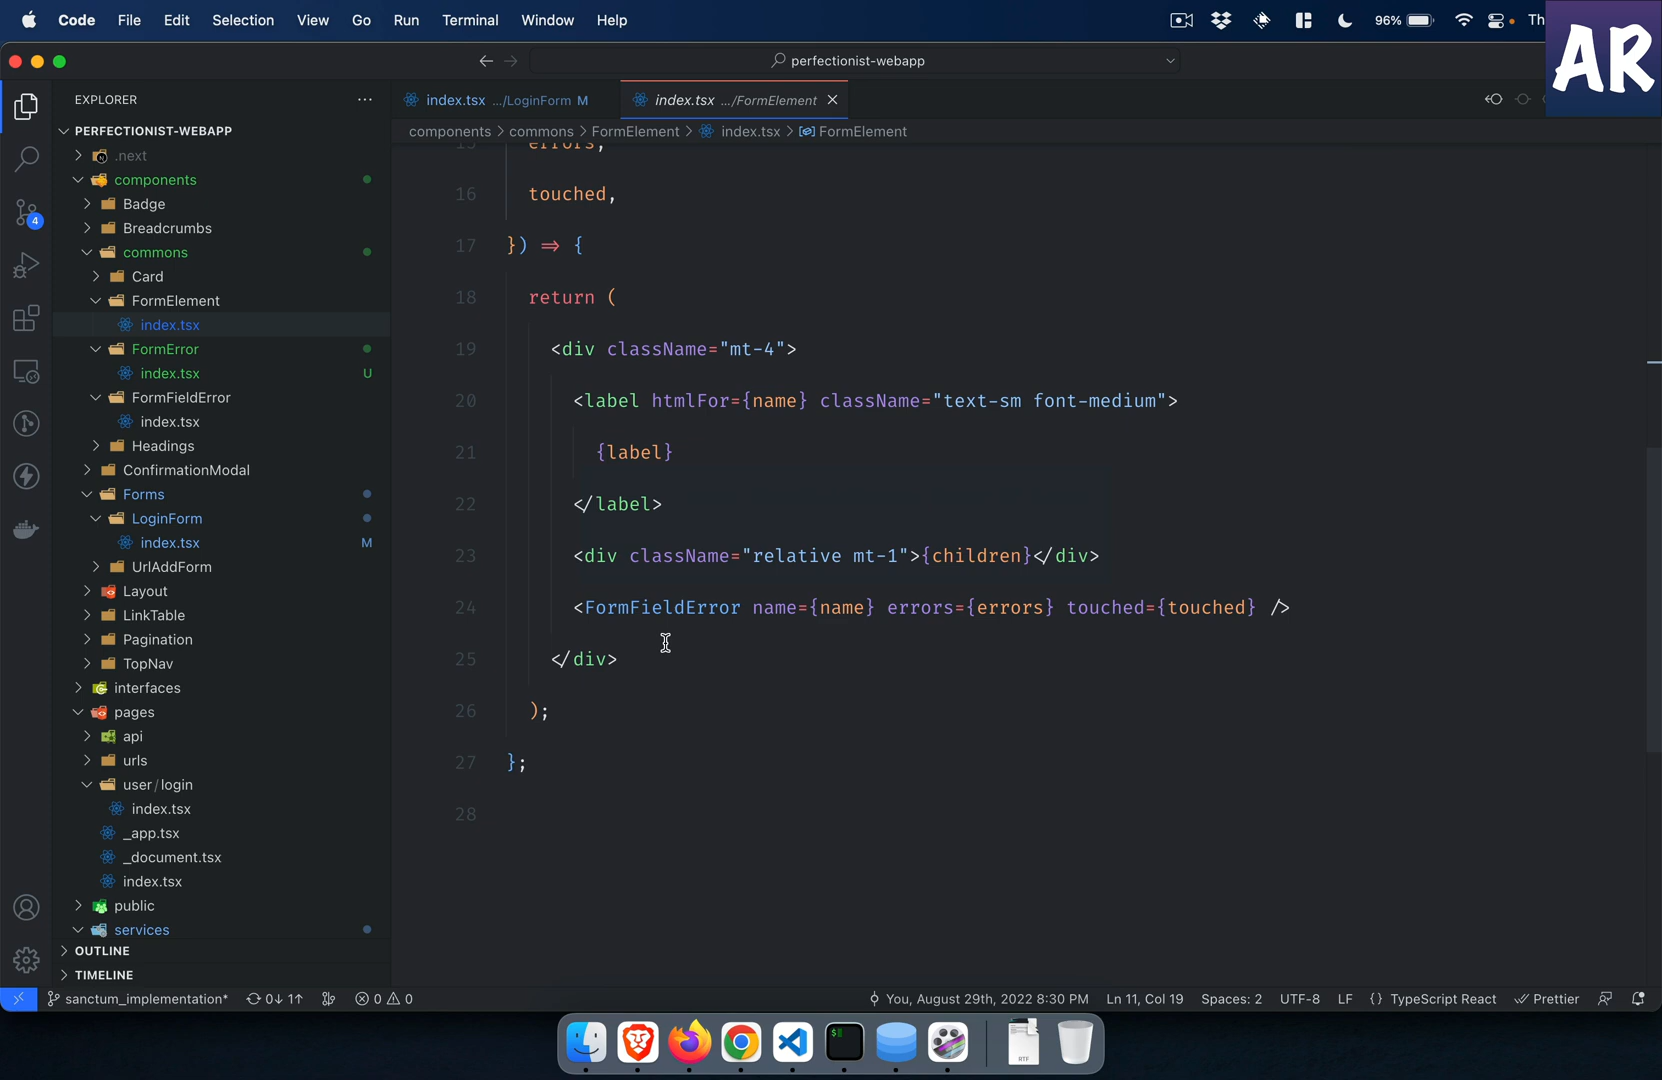 Code File Edit Selection View Go Run Terminal Window Help 96% Th
AR
perfectionist-webapp
EXPLORER
index.tsx .../LoginForm M
index.tsx .../FormElement
components > commons > FormElement > index.tsx > FormElement
PERFECTIONIST-WEBAPP
.next
components
Badge
Breadcrumbs
commons
Card
FormElement
index.tsx
FormError
index.tsx U
FormFieldError
index.tsx
Headings
ConfirmationModal
Forms
LoginForm
index.tsx M
UrlAddForm
Layout
LinkTable
Pagination
TopNav
interfaces
pages
api
urls
user/login
index.tsx
_app.tsx
_document.tsx
index.tsx
public
services
OUTLINE
TIMELINE
4
15 errors,
16 touched,
17 }) ⇒ {
18 return (
19 <div className="mt-4">
20 <label htmlFor={name} className="text-sm font-medium">
21 {label}
22 </label>
23 <div className="relative mt-1">{children}</div>
24 <FormFieldError name={name} errors={errors} touched={touched} />
25 </div>
26 );
27 };
28
sanctum_implementation* 0↓ 1↑ 0 0 You, August 29th, 2022 8:30 PM Ln 11, Col 19 Spaces: 2 UTF-8 LF {} TypeScript React Prettier
$
RTF